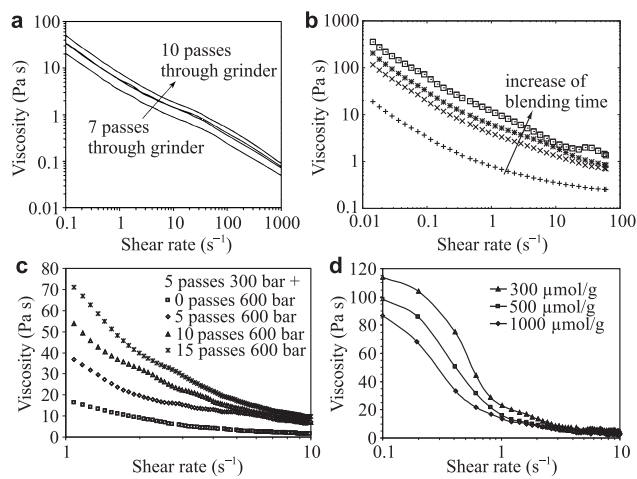 a
Viscosity (Pa s)
100
10
1
0.1
0.01
10 passes
through grinder
7 passes
through grinder
0.1
1
10
100
1000
Shear rate (s⁻¹)
b
Viscosity (Pa s)
1000
100
10
1
0.1
increase of
blending time
0.01
0.1
1
10
100
Shear rate (s⁻¹)
c
Viscosity (Pa s)
80
70
60
50
40
30
20
10
0
5 passes 300 bar +
0 passes 600 bar
5 passes 600 bar
10 passes 600 bar
15 passes 600 bar
1
10
Shear rate (s⁻¹)
d
Viscosity (Pa s)
120
100
80
60
40
20
0
300 µmol/g
500 µmol/g
1000 µmol/g
0.1
1
10
Shear rate (s⁻¹)